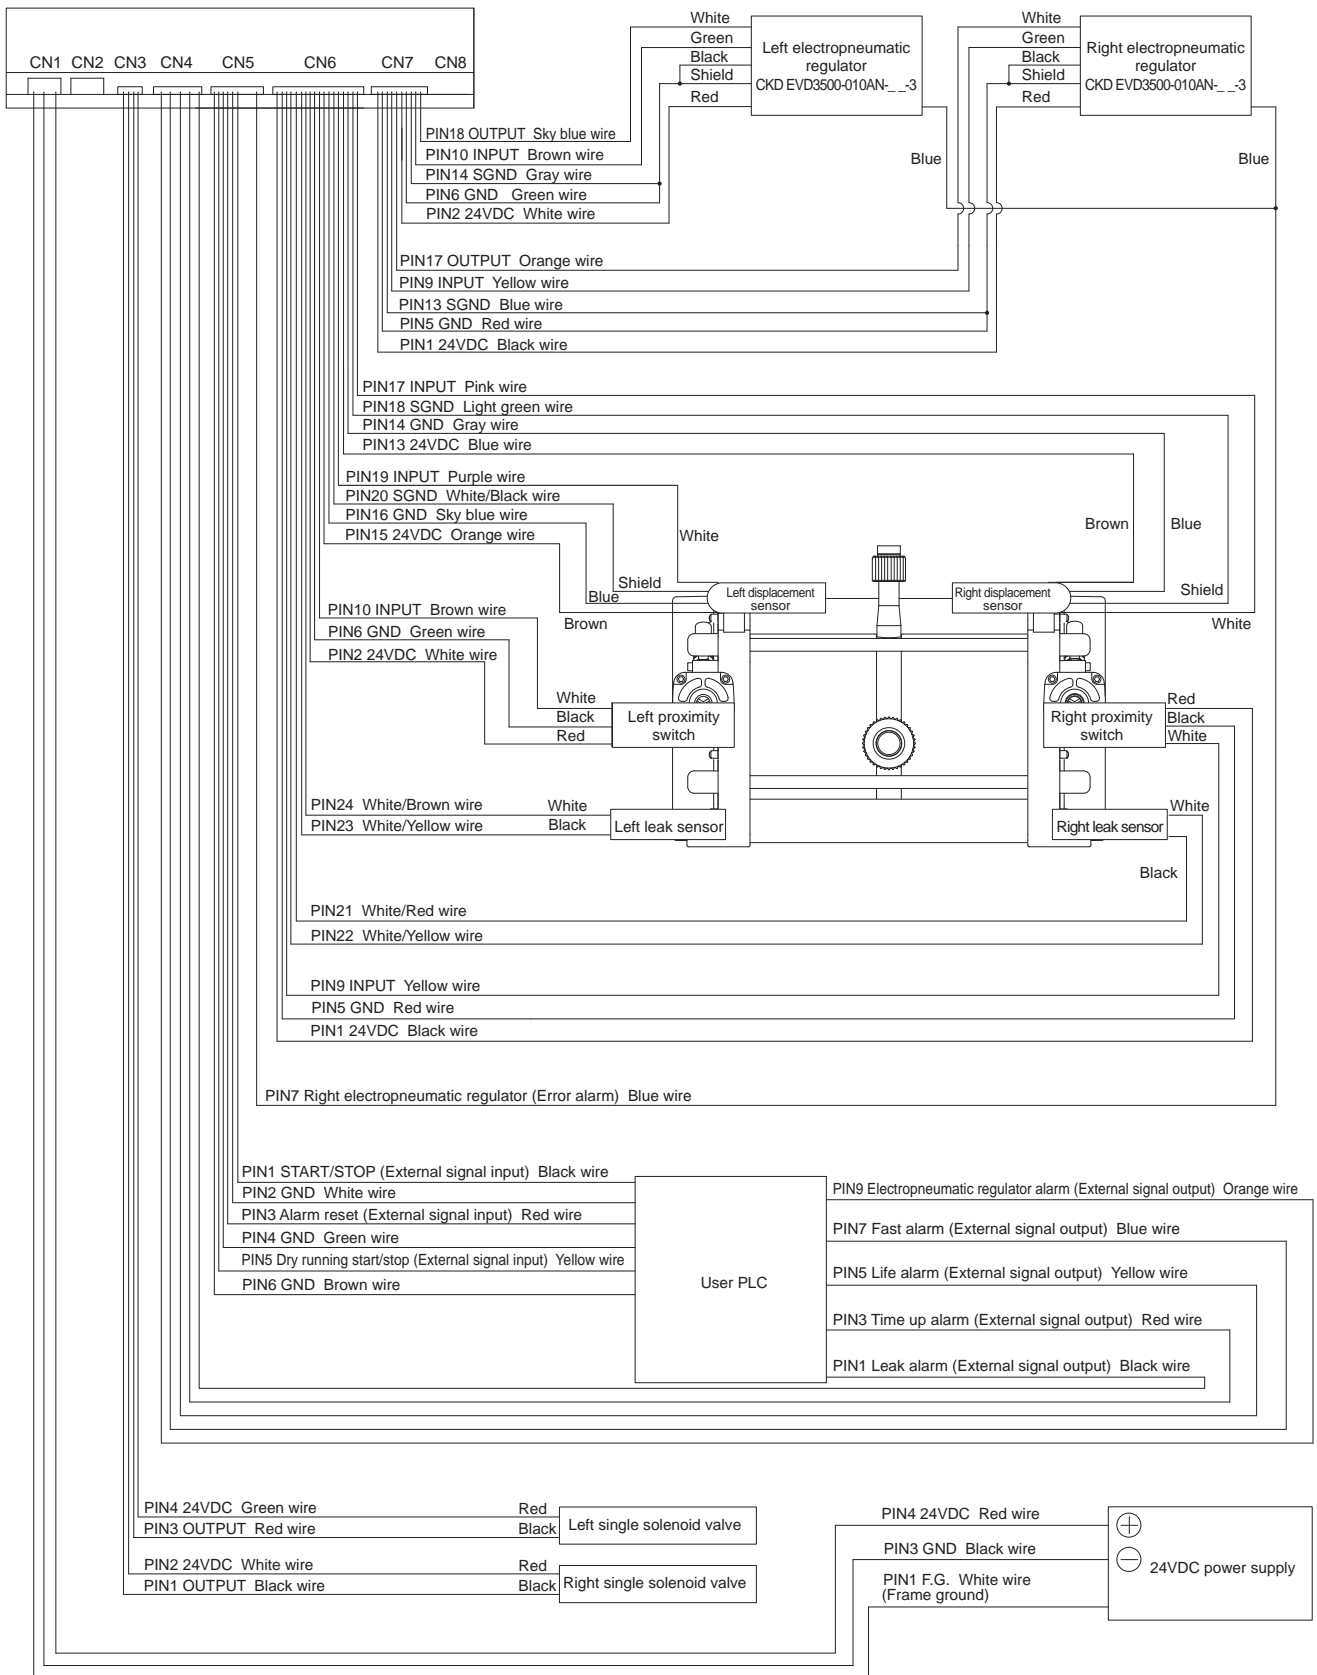 CN1 CN2 CN3 CN4 CN5 CN6 CN7 CN8
White
Green
Black
Shield
Red
Left electropneumatic
regulator
CKD EVD3500-010AN-_ _-3
Blue
White
Green
Black
Shield
Red
Right electropneumatic
regulator
CKD EVD3500-010AN-_ _-3
Blue
PIN18 OUTPUT Sky blue wire
PIN10 INPUT Brown wire
PIN14 SGND Gray wire
PIN6 GND Green wire
PIN2 24VDC White wire
PIN17 OUTPUT Orange wire
PIN9 INPUT Yellow wire
PIN13 SGND Blue wire
PIN5 GND Red wire
PIN1 24VDC Black wire
PIN17 INPUT Pink wire
PIN18 SGND Light green wire
PIN14 GND Gray wire
PIN13 24VDC Blue wire
PIN19 INPUT Purple wire
PIN20 SGND White/Black wire
PIN16 GND Sky blue wire
PIN15 24VDC Orange wire
White
Shield
Blue
Brown
Left displacement
sensor
Right displacement
sensor
Brown
Blue
Shield
White
PIN10 INPUT Brown wire
PIN6 GND Green wire
PIN2 24VDC White wire
White
Black
Red
Left proximity
switch
Right proximity
switch
Red
Black
White
PIN24 White/Brown wire
PIN23 White/Yellow wire
White
Black
Left leak sensor
Right leak sensor
White
Black
PIN21 White/Red wire
PIN22 White/Yellow wire
PIN9 INPUT Yellow wire
PIN5 GND Red wire
PIN1 24VDC Black wire
PIN7 Right electropneumatic regulator (Error alarm) Blue wire
PIN1 START/STOP (External signal input) Black wire
PIN2 GND White wire
PIN3 Alarm reset (External signal input) Red wire
PIN4 GND Green wire
PIN5 Dry running start/stop (External signal input) Yellow wire
PIN6 GND Brown wire
User PLC
PIN9 Electropneumatic regulator alarm (External signal output) Orange wire
PIN7 Fast alarm (External signal output) Blue wire
PIN5 Life alarm (External signal output) Yellow wire
PIN3 Time up alarm (External signal output) Red wire
PIN1 Leak alarm (External signal output) Black wire
PIN4 24VDC Green wire
PIN3 OUTPUT Red wire
Red
Black
Left single solenoid valve
PIN2 24VDC White wire
PIN1 OUTPUT Black wire
Red
Black
Right single solenoid valve
PIN4 24VDC Red wire
PIN3 GND Black wire
PIN1 F.G. White wire
(Frame ground)
24VDC power supply